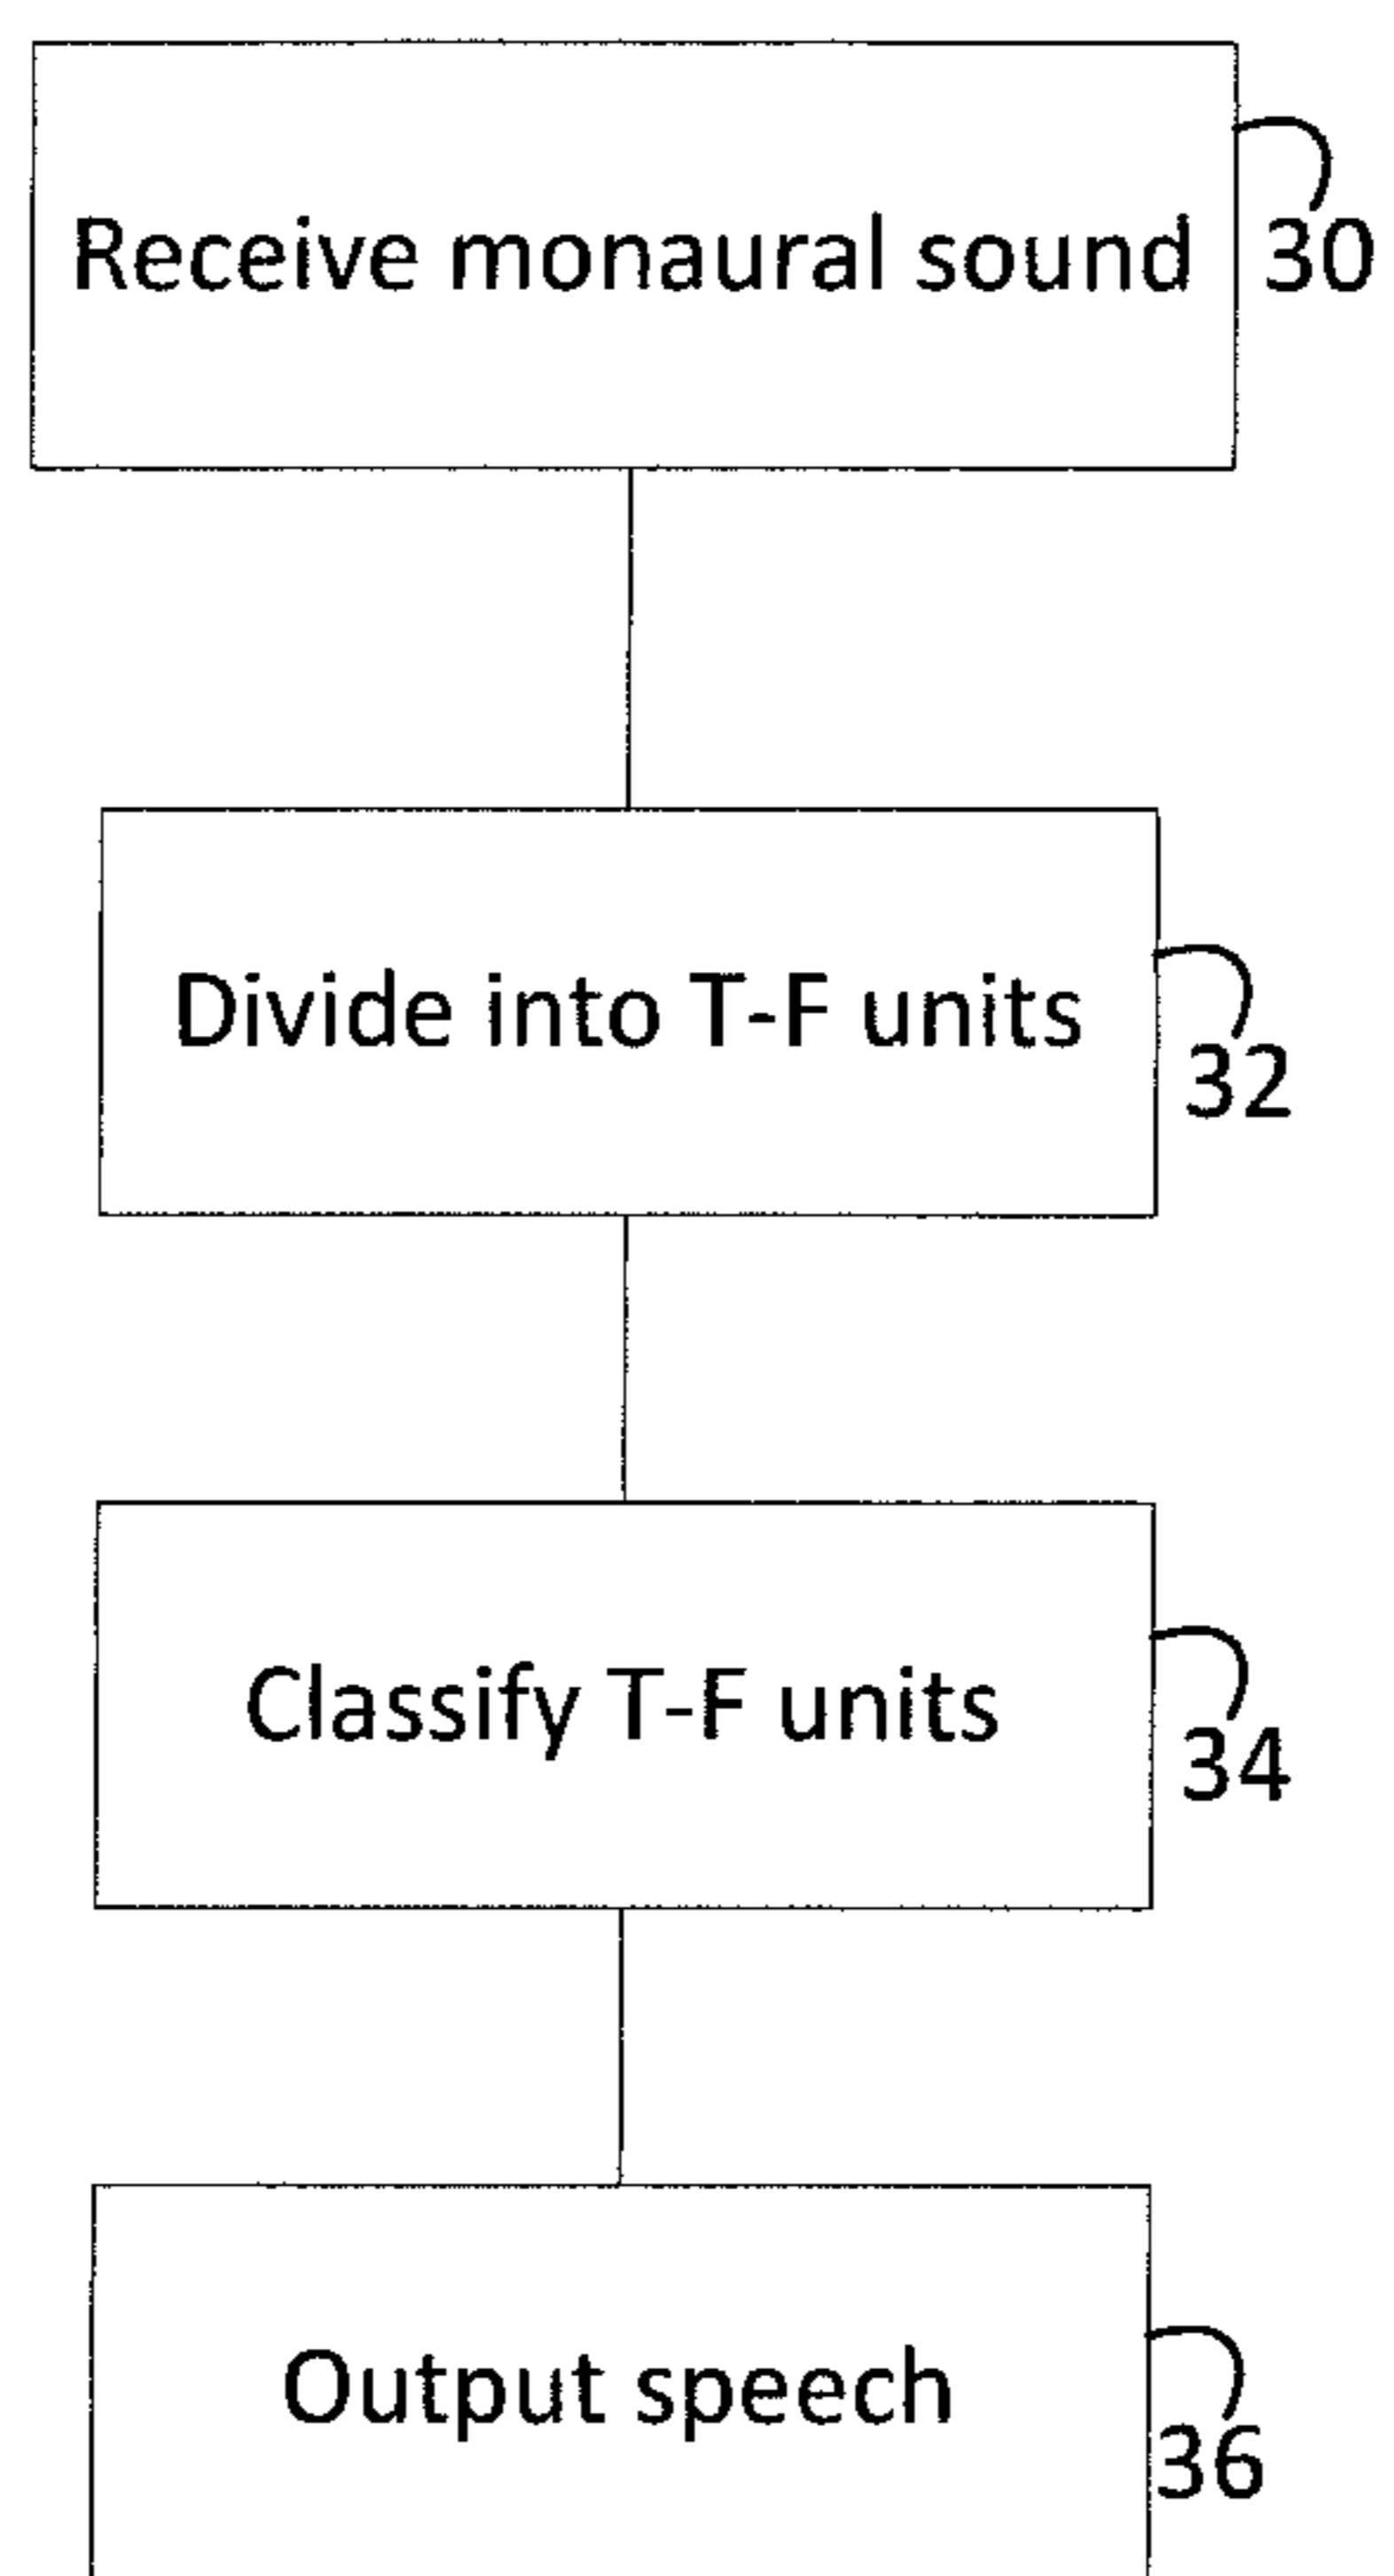 Receive monaural sound
30
Divide into T-F units
32
Classify T-F units
34
Output speech
36